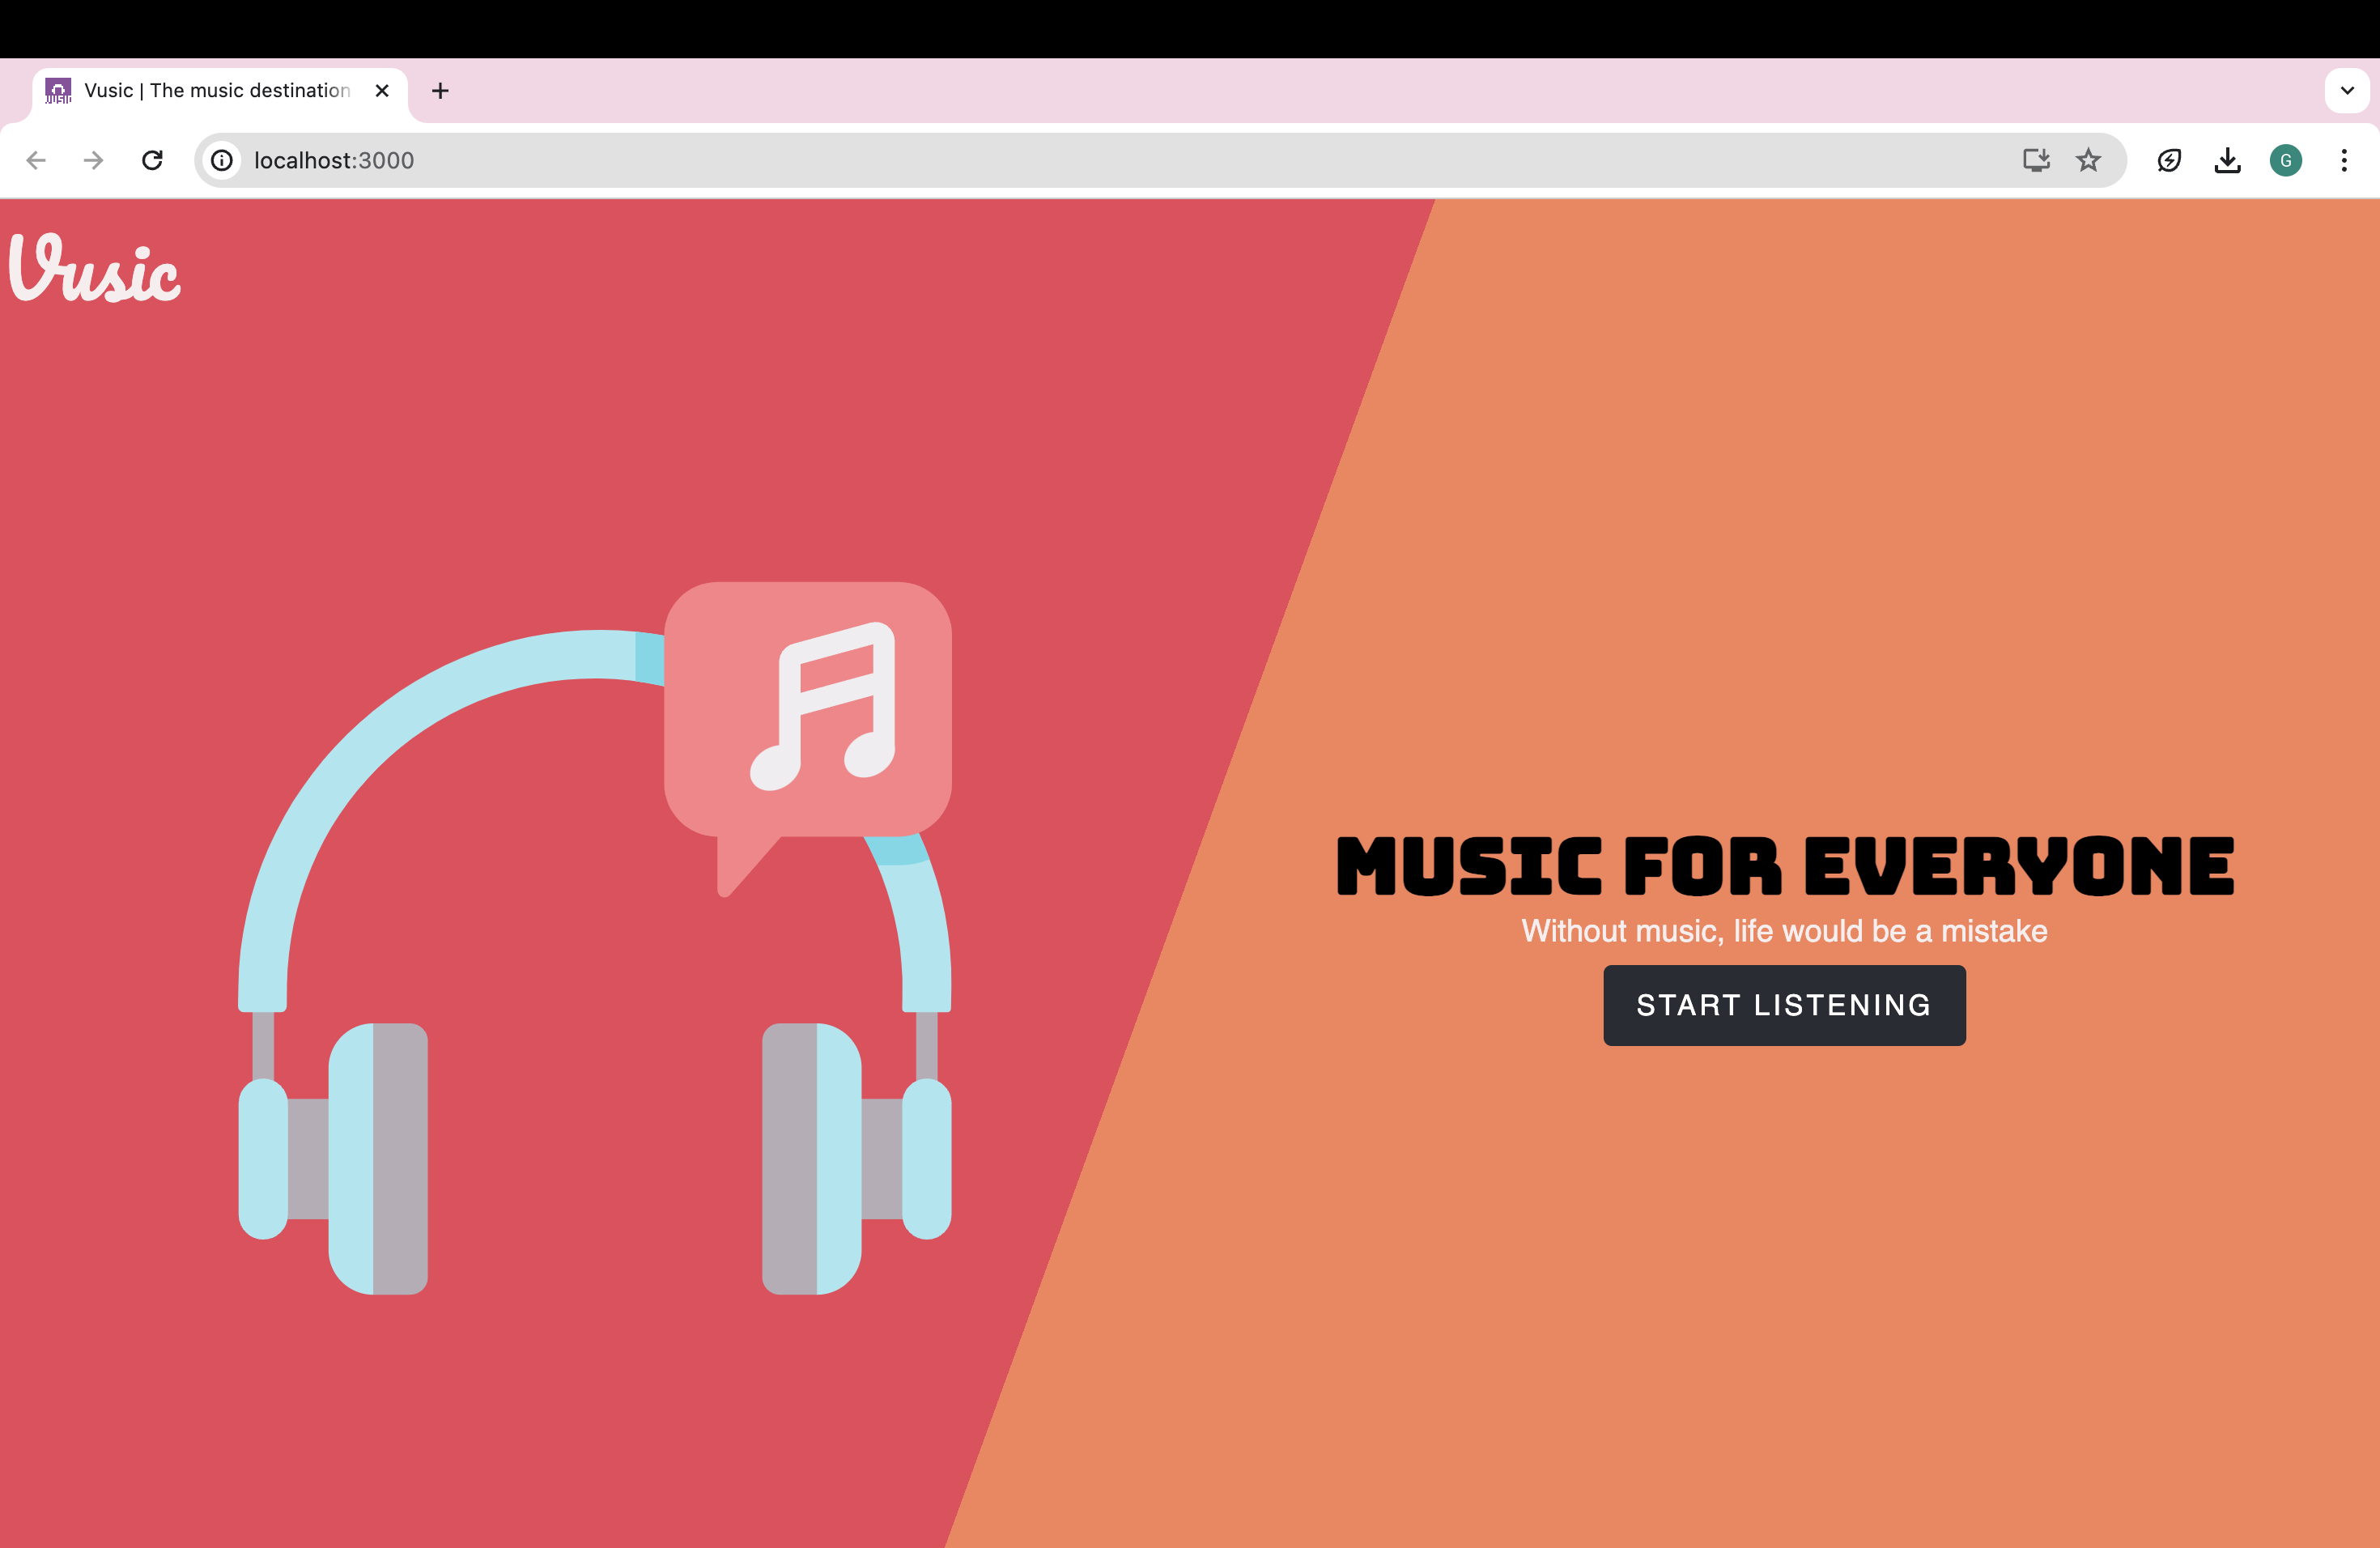 Vusic | The music destination
localhost:3000
G
Vusic
MUSIC FOR EVERYONE
Without music, life would be a mistake
START LISTENING